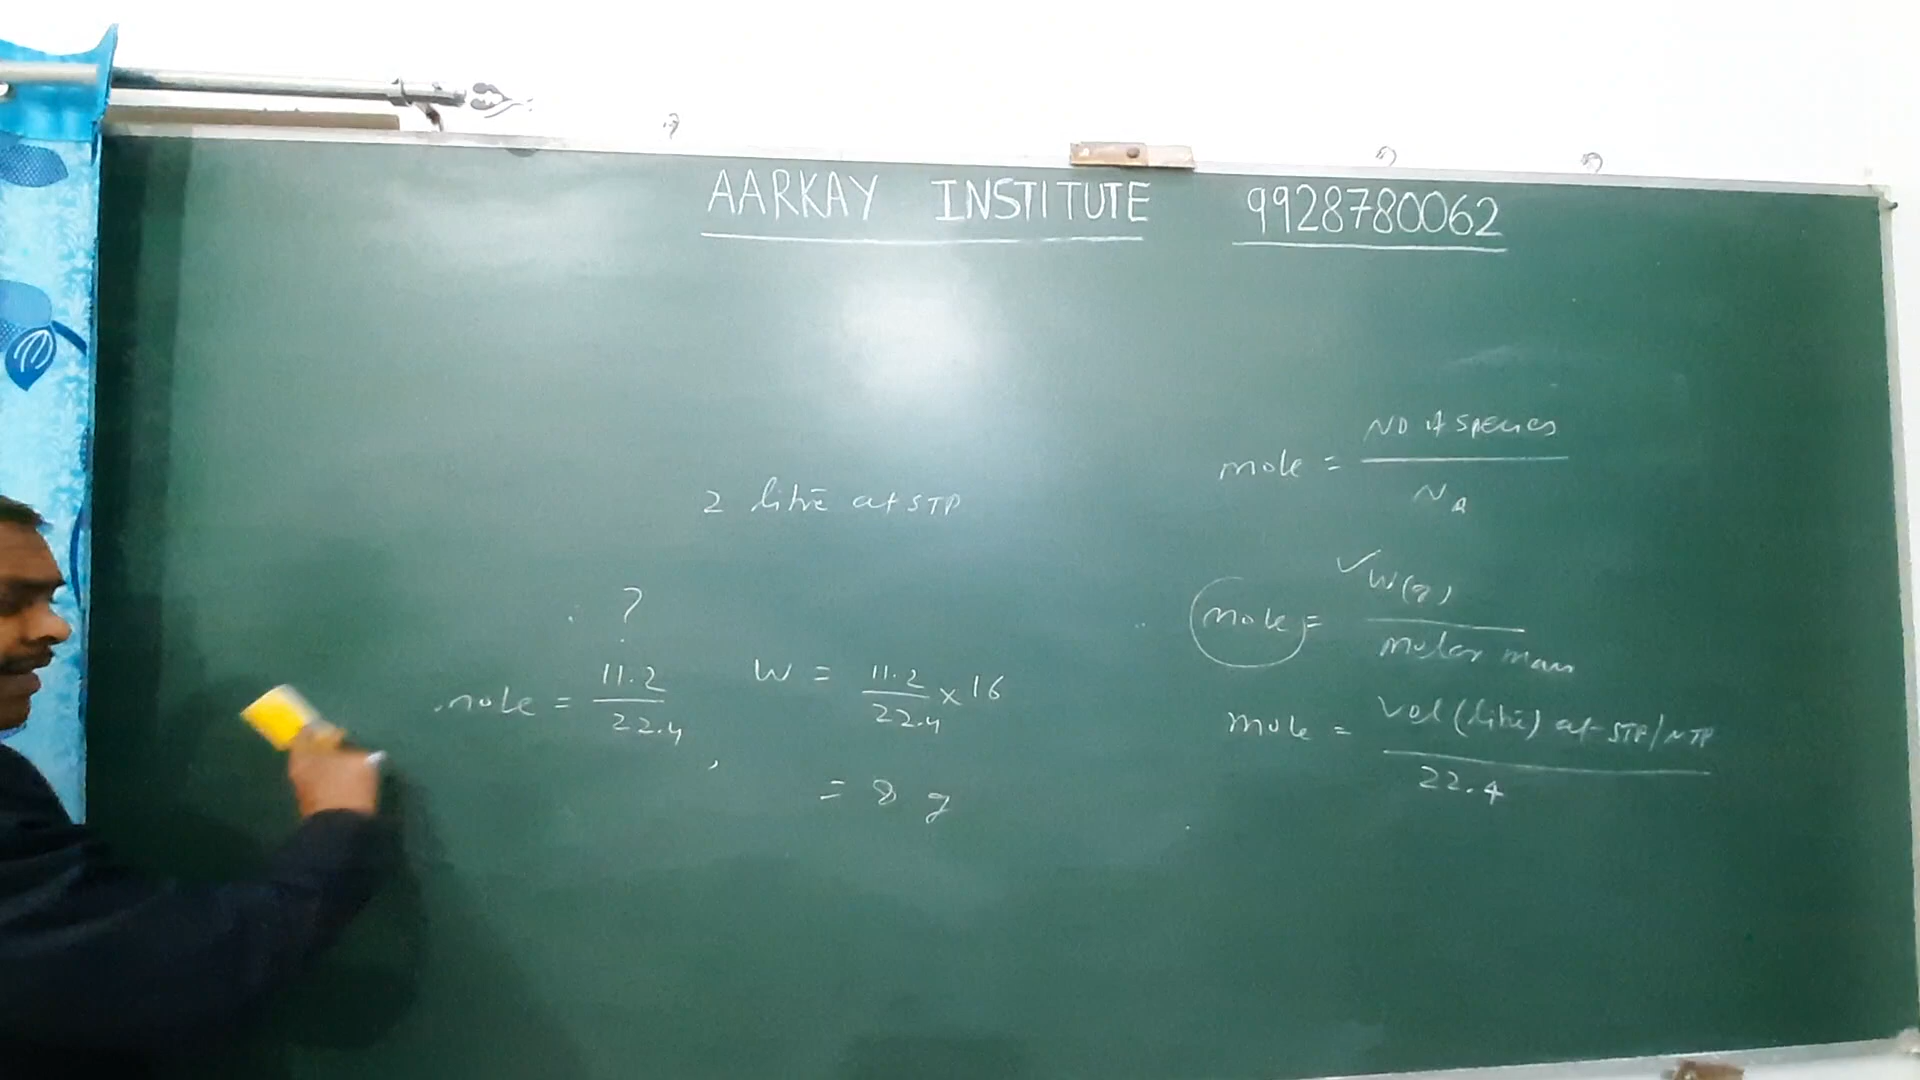 AARKAY INSTITUTE 9928780062
2 litre at STP
?
mole = 11.2 / 22.4 , W = 11.2 / 22.4 x 16
= 8 g
mole = NO of species / NA
✓
mole = W(g) / molar mass
mole = Vol (litre) at STP/NTP / 22.4